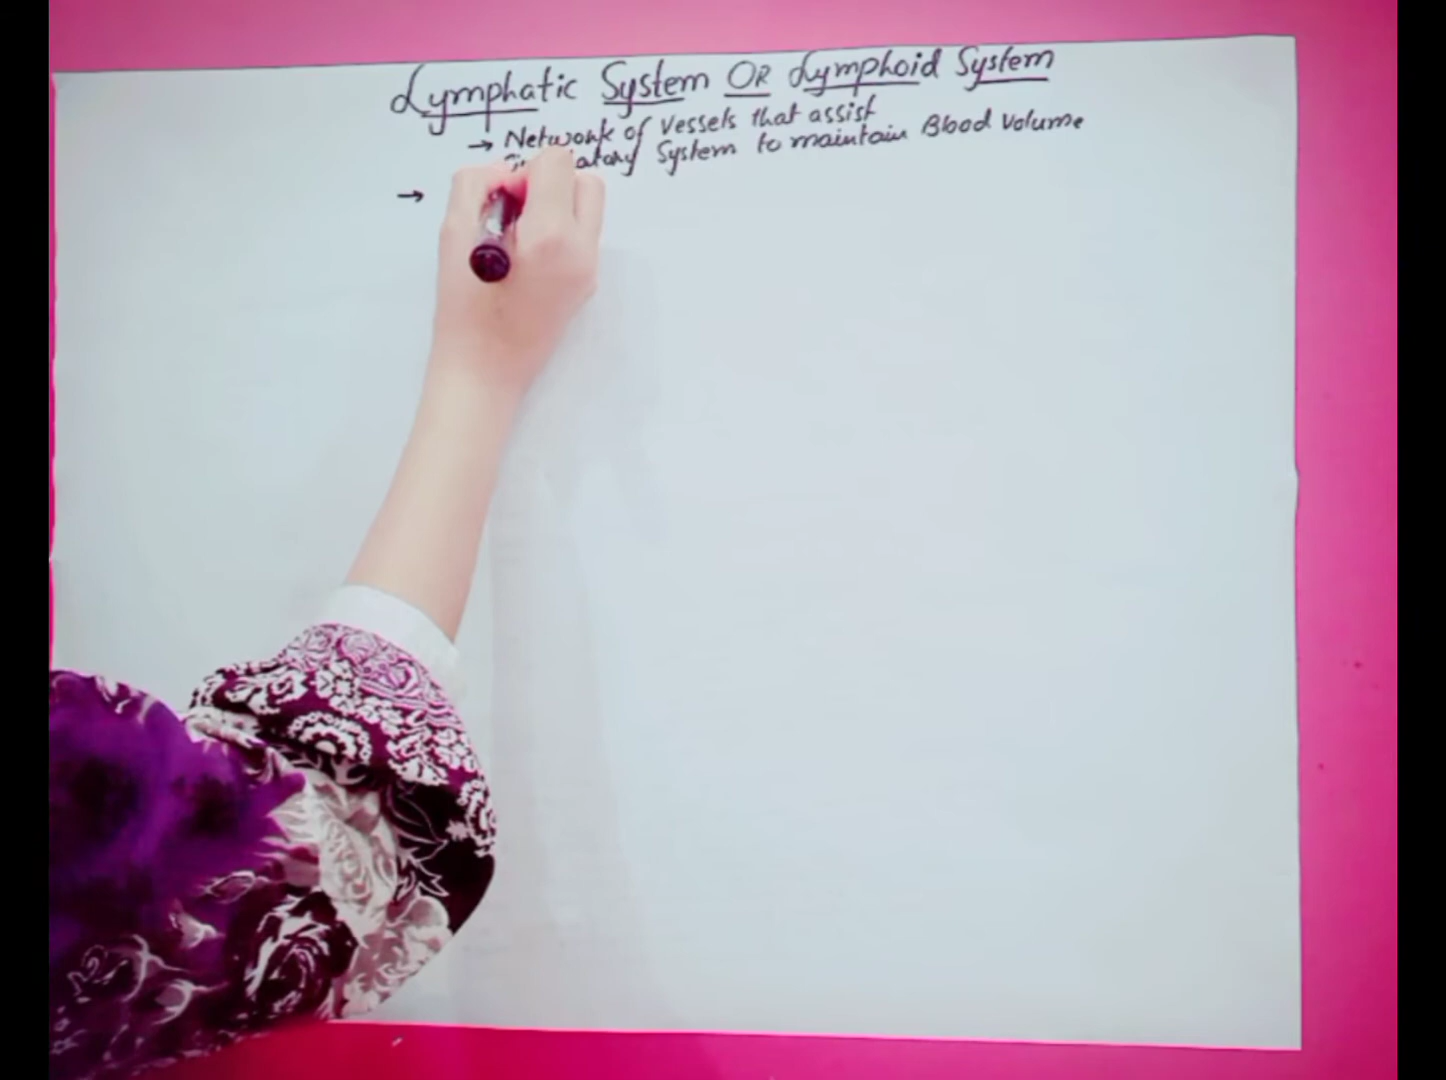 Lymphatic System OR Lymphoid System
→ Network of Vessels that assist
System to maintain Blood Volume
→